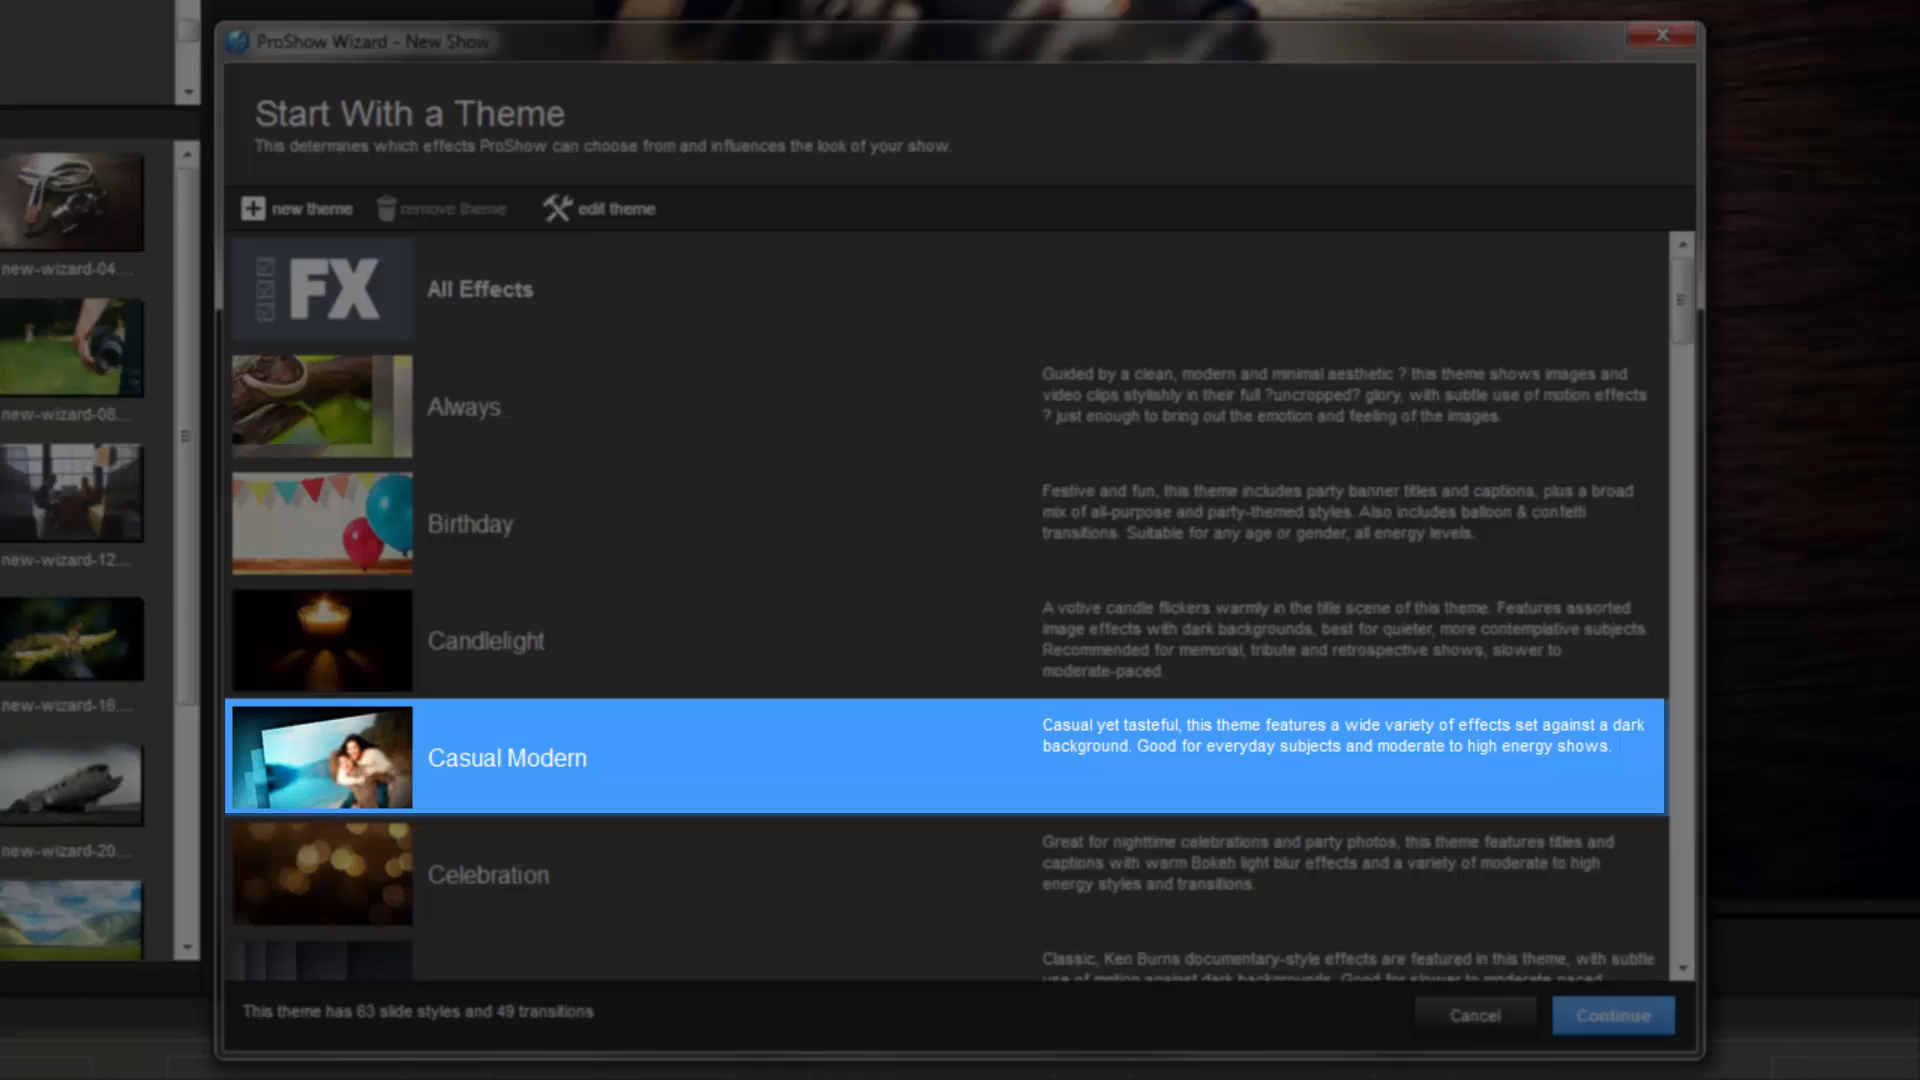 ProShow Wizard - New Show
Start With a Theme
This determines which effects ProShow can choose from and influences the look of your show.
new theme
remove theme
edit theme
FX
All Effects
Always
Guided by a clean, modern and minimal aesthetic ? this theme shows images and
video clips stylishly in their full ?uncropped? glory, with subtle use of motion effects
? just enough to bring out the emotion and feeling of the images.
Birthday
Festive and fun, this theme includes party banner titles and captions, plus a broad
mix of all-purpose and party-themed styles. Also includes balloon & confetti
transitions. Suitable for any age or gender, all energy levels.
Candlelight
A votive candle flickers warmly in the title scene of this theme. Features assorted
image effects with dark backgrounds, best for quieter, more contemplative subjects.
Recommended for memorial, tribute and retrospective shows, slower to
moderate-paced.
Casual Modern
Casual yet tasteful, this theme features a wide variety of effects set against a dark
background. Good for everyday subjects and moderate to high energy shows.
Celebration
Great for nighttime celebrations and party photos, this theme features titles and
captions with warm Bokeh light blur effects and a variety of moderate to high
energy styles and transitions.
Classic, Ken Burns documentary-style effects are featured in this theme, with subtle
use of motion against dark backgrounds. Good for slower to moderate paced
This theme has 63 slide styles and 49 transitions
Cancel
Continue
new-wizard-04...
new-wizard-08...
new-wizard-12...
new-wizard-16...
new-wizard-20...